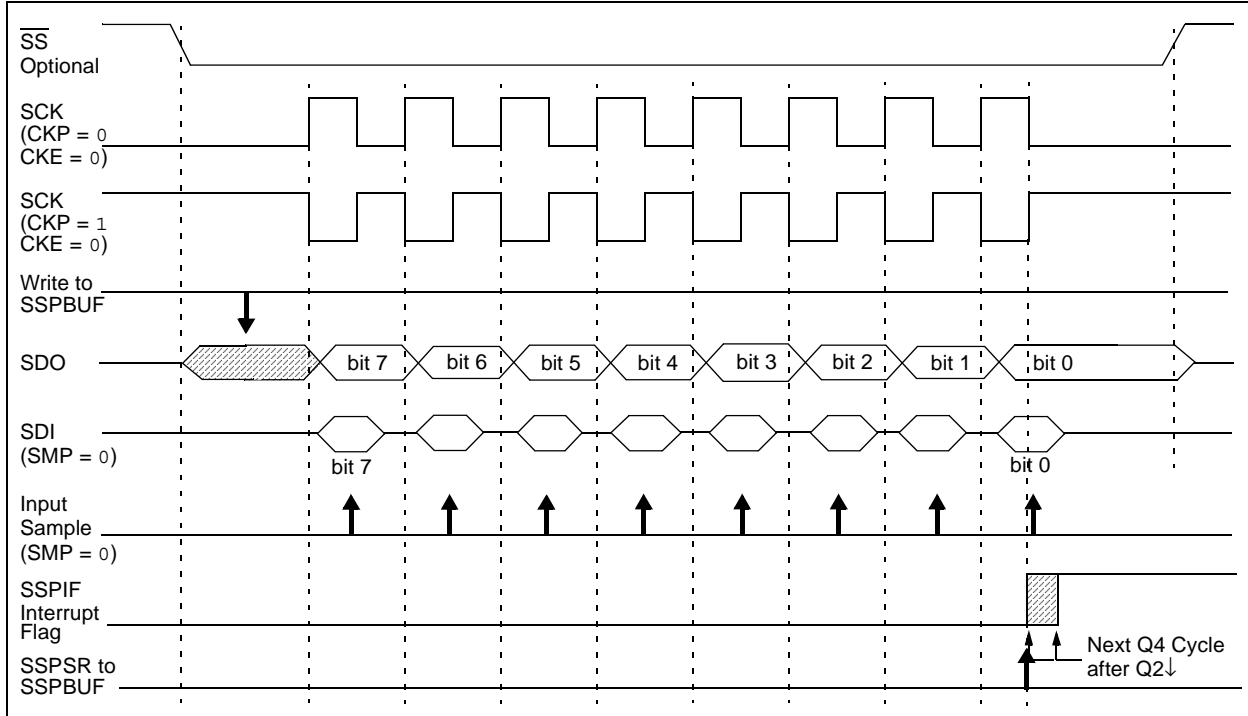 SS
Optional
SCK
(CKP = 0
CKE = 0)
SCK
(CKP = 1
CKE = 0)
Write to
SSPBUF
SDO
bit 7
bit 6
bit 5
bit 4
bit 3
bit 2
bit 1
bit 0
SDI
(SMP = 0)
bit 7
bit 0
Input
Sample
(SMP = 0)
SSPIF
Interrupt
Flag
Next Q4 Cycle
after Q2↓
SSPSR to
SSPBUF